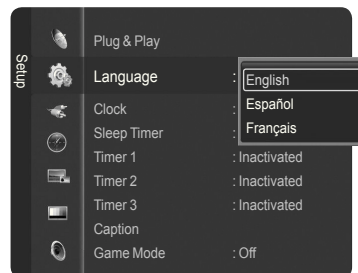 Setup
Plug & Play
Language :
English
Español
Français
Clock :
Sleep Timer :
Timer 1 : Inactivated
Timer 2 : Inactivated
Timer 3 : Inactivated
Caption
Game Mode : Off